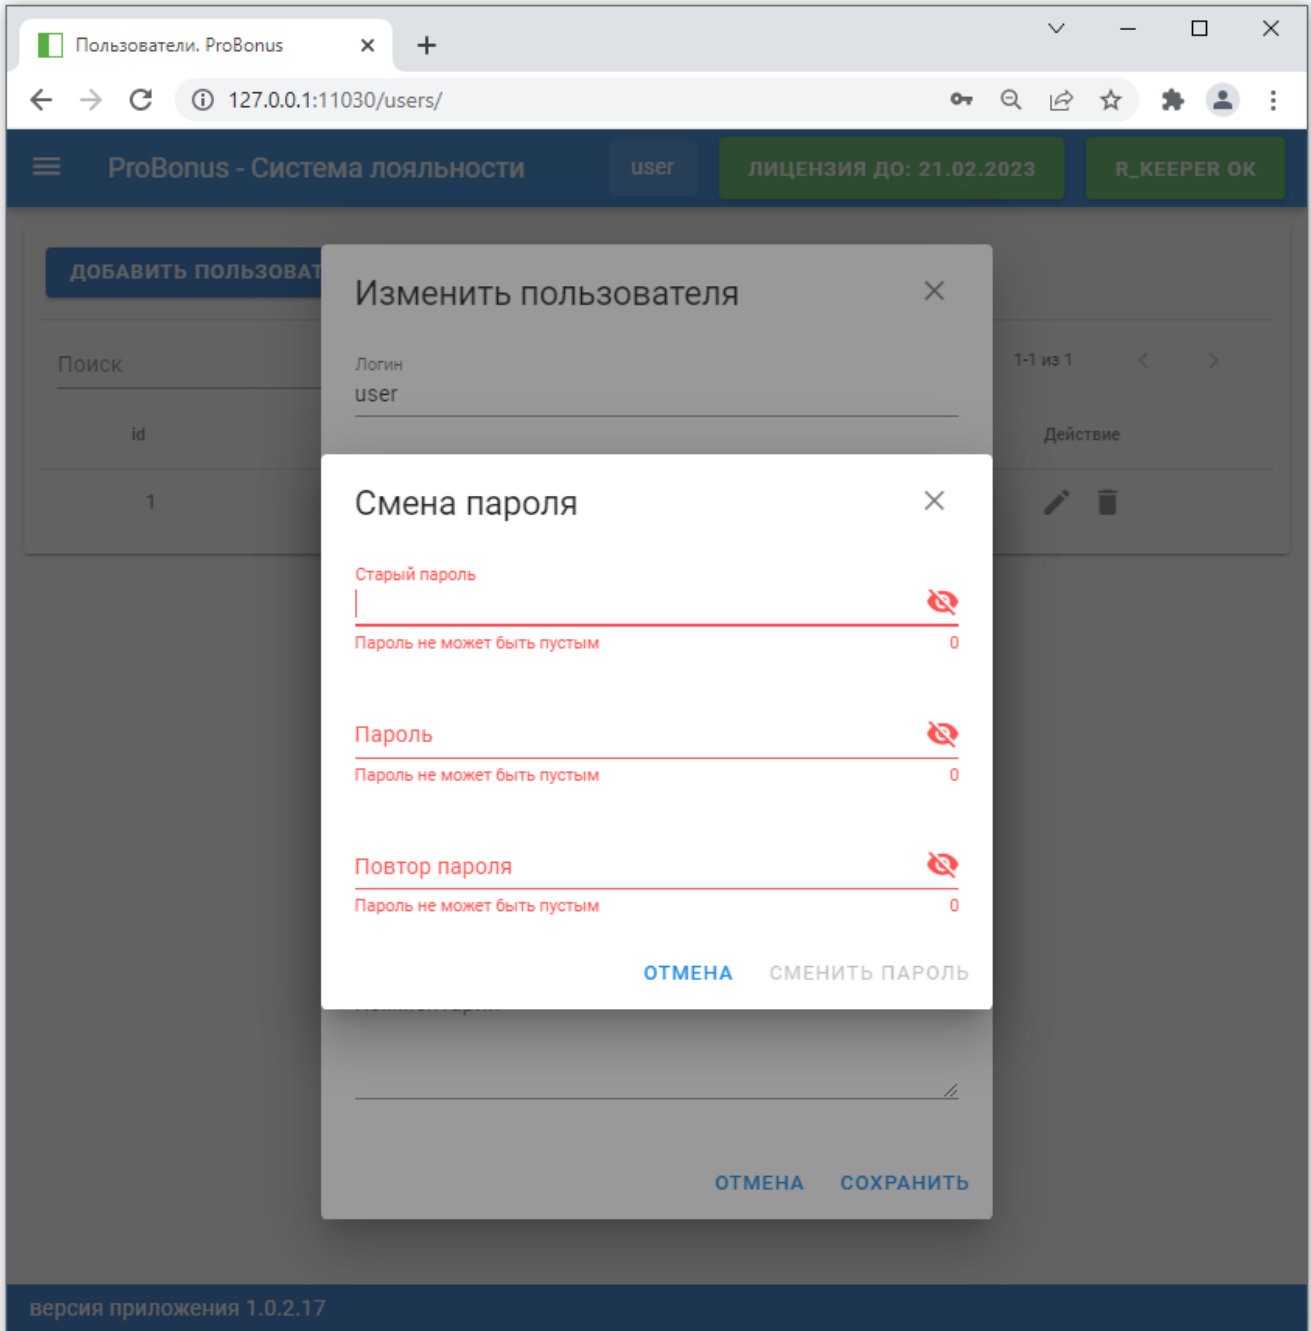 Пользователи. ProBonus
127.0.0.1:11030/users/
ProBonus - Система лояльности
user
ЛИЦЕНЗИЯ ДО: 21.02.2023
R_KEEPER OK
ДОБАВИТЬ ПОЛЬЗОВАТ
Изменить пользователя
Поиск
1-1 из 1
Логин
user
id
Действие
1
Смена пароля
Старый пароль
Пароль не может быть пустым
0
Пароль
Пароль не может быть пустым
0
Повтор пароля
Пароль не может быть пустым
0
ОТМЕНА
СМЕНИТЬ ПАРОЛЬ
ОТМЕНА
СОХРАНИТЬ
версия приложения 1.0.2.17